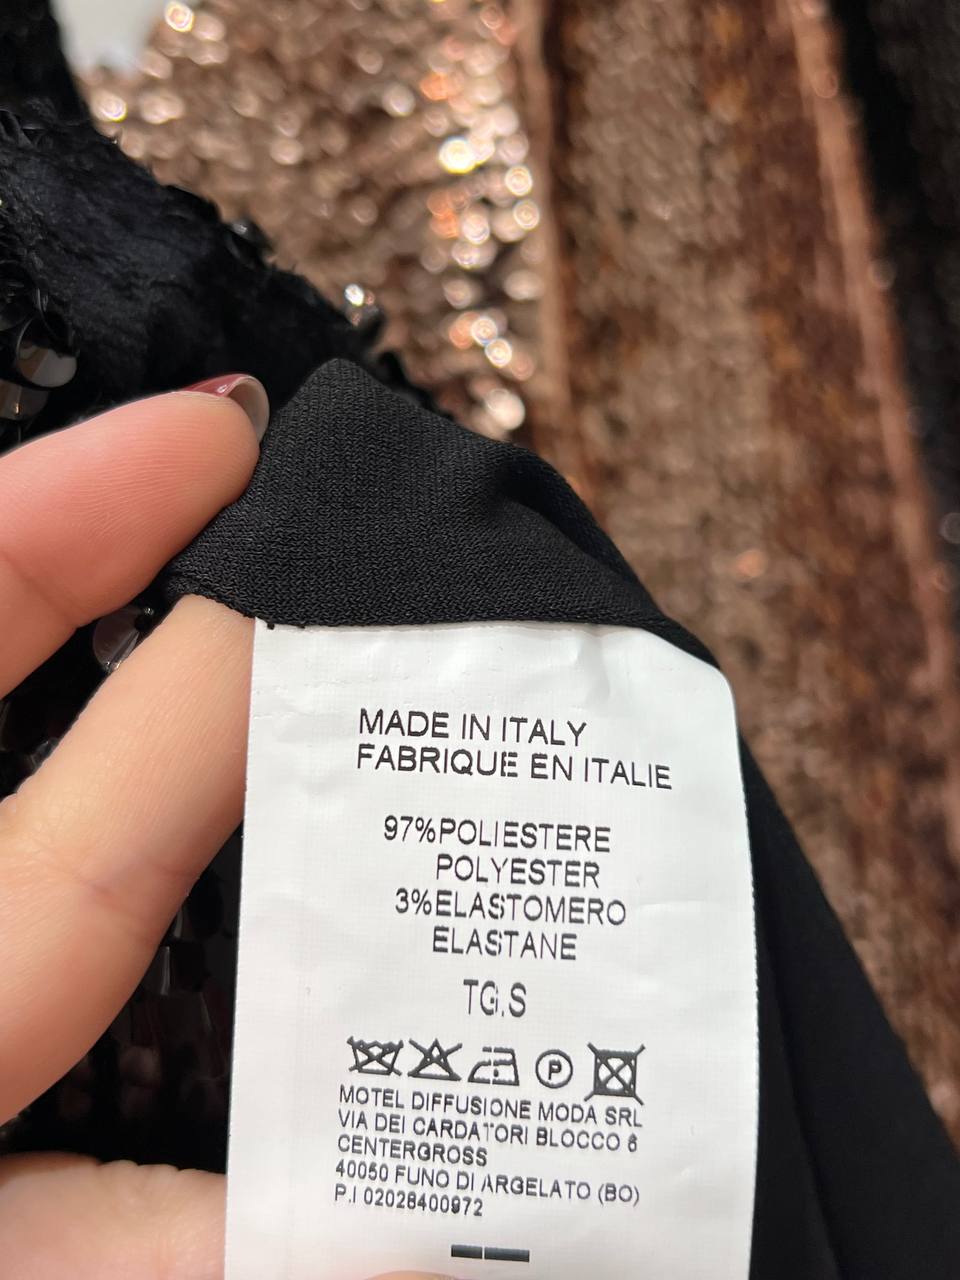 MADE IN ITALY
FABRIQUE EN ITALIE
97%POLIESTERE
POLYESTER
3%ELASTOMERO
ELASTANE
TG.S
P
MOTEL DIFFUSIONE MODA SRL
VIA DEI CARDATORI BLOCCO 6
CENTERGROSS
40050 FUNO DI ARGELATO (BO)
P.I 02028400972